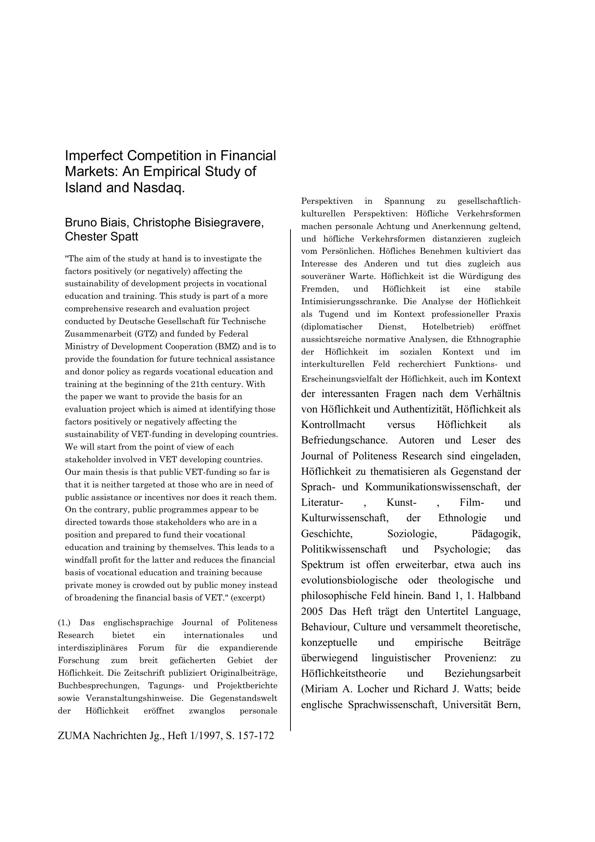 Imperfect Competition in Financial
Markets: An Empirical Study of
Island and Nasdaq.
Bruno Biais, Christophe Bisiegravere,
Chester Spatt
"The aim of the study at hand is to investigate the
factors positively (or negatively) affecting the
sustainability of development projects in vocational
education and training. This study is part of a more
comprehensive research and evaluation project
conducted by Deutsche Gesellschaft für Technische
Zusammenarbeit (GTZ) and funded by Federal
Ministry of Development Cooperation (BMZ) and is to
provide the foundation for future technical assistance
and donor policy as regards vocational education and
training at the beginning of the 21th century. With
the paper we want to provide the basis for an
evaluation project which is aimed at identifying those
factors positively or negatively affecting the
sustainability of VET-funding in developing countries.
We will start from the point of view of each
stakeholder involved in VET developing countries.
Our main thesis is that public VET-funding so far is
that it is neither targeted at those who are in need of
public assistance or incentives nor does it reach them.
On the contrary, public programmes appear to be
directed towards those stakeholders who are in a
position and prepared to fund their vocational
education and training by themselves. This leads to a
windfall profit for the latter and reduces the financial
basis of vocational education and training because
private money is crowded out by public money instead
of broadening the financial basis of VET." (excerpt)
(1.) Das englischsprachige Journal of Politeness
Research bietet ein internationales und
interdisziplinäres Forum für die expandierende
Forschung zum breit gefächerten Gebiet der
Höflichkeit. Die Zeitschrift publiziert Originalbeiträge,
Buchbesprechungen, Tagungs- und Projektberichte
sowie Veranstaltungshinweise. Die Gegenstandswelt
der Höflichkeit eröffnet zwanglos personale
ZUMA Nachrichten Jg., Heft 1/1997, S. 157-172
Perspektiven in Spannung zu gesellschaftlich-
kulturellen Perspektiven: Höfliche Verkehrsformen
machen personale Achtung und Anerkennung geltend,
und höfliche Verkehrsformen distanzieren zugleich
vom Persönlichen. Höfliches Benehmen kultiviert das
Interesse des Anderen und tut dies zugleich aus
souveräner Warte. Höflichkeit ist die Würdigung des
Fremden, und Höflichkeit ist eine stabile
Intimisierungsschranke. Die Analyse der Höflichkeit
als Tugend und im Kontext professioneller Praxis
(diplomatischer Dienst, Hotelbetrieb) eröffnet
aussichtsreiche normative Analysen, die Ethnographie
der Höflichkeit im sozialen Kontext und im
interkulturellen Feld recherchiert Funktions- und
Erscheinungsvielfalt der Höflichkeit, auch im Kontext
der interessanten Fragen nach dem Verhältnis
von Höflichkeit und Authentizität, Höflichkeit als
Kontrollmacht versus Höflichkeit als
Befriedungschance. Autoren und Leser des
Journal of Politeness Research sind eingeladen,
Höflichkeit zu thematisieren als Gegenstand der
Sprach- und Kommunikationswissenschaft, der
Literatur- , Kunst- , Film- und
Kulturwissenschaft, der Ethnologie und
Geschichte, Soziologie, Pädagogik,
Politikwissenschaft und Psychologie; das
Spektrum ist offen erweiterbar, etwa auch ins
evolutionsbiologische oder theologische und
philosophische Feld hinein. Band 1, 1. Halbband
2005 Das Heft trägt den Untertitel Language,
Behaviour, Culture und versammelt theoretische,
konzeptuelle und empirische Beiträge
überwiegend linguistischer Provenienz: zu
Höflichkeitstheorie und Beziehungsarbeit
(Miriam A. Locher und Richard J. Watts; beide
englische Sprachwissenschaft, Universität Bern,